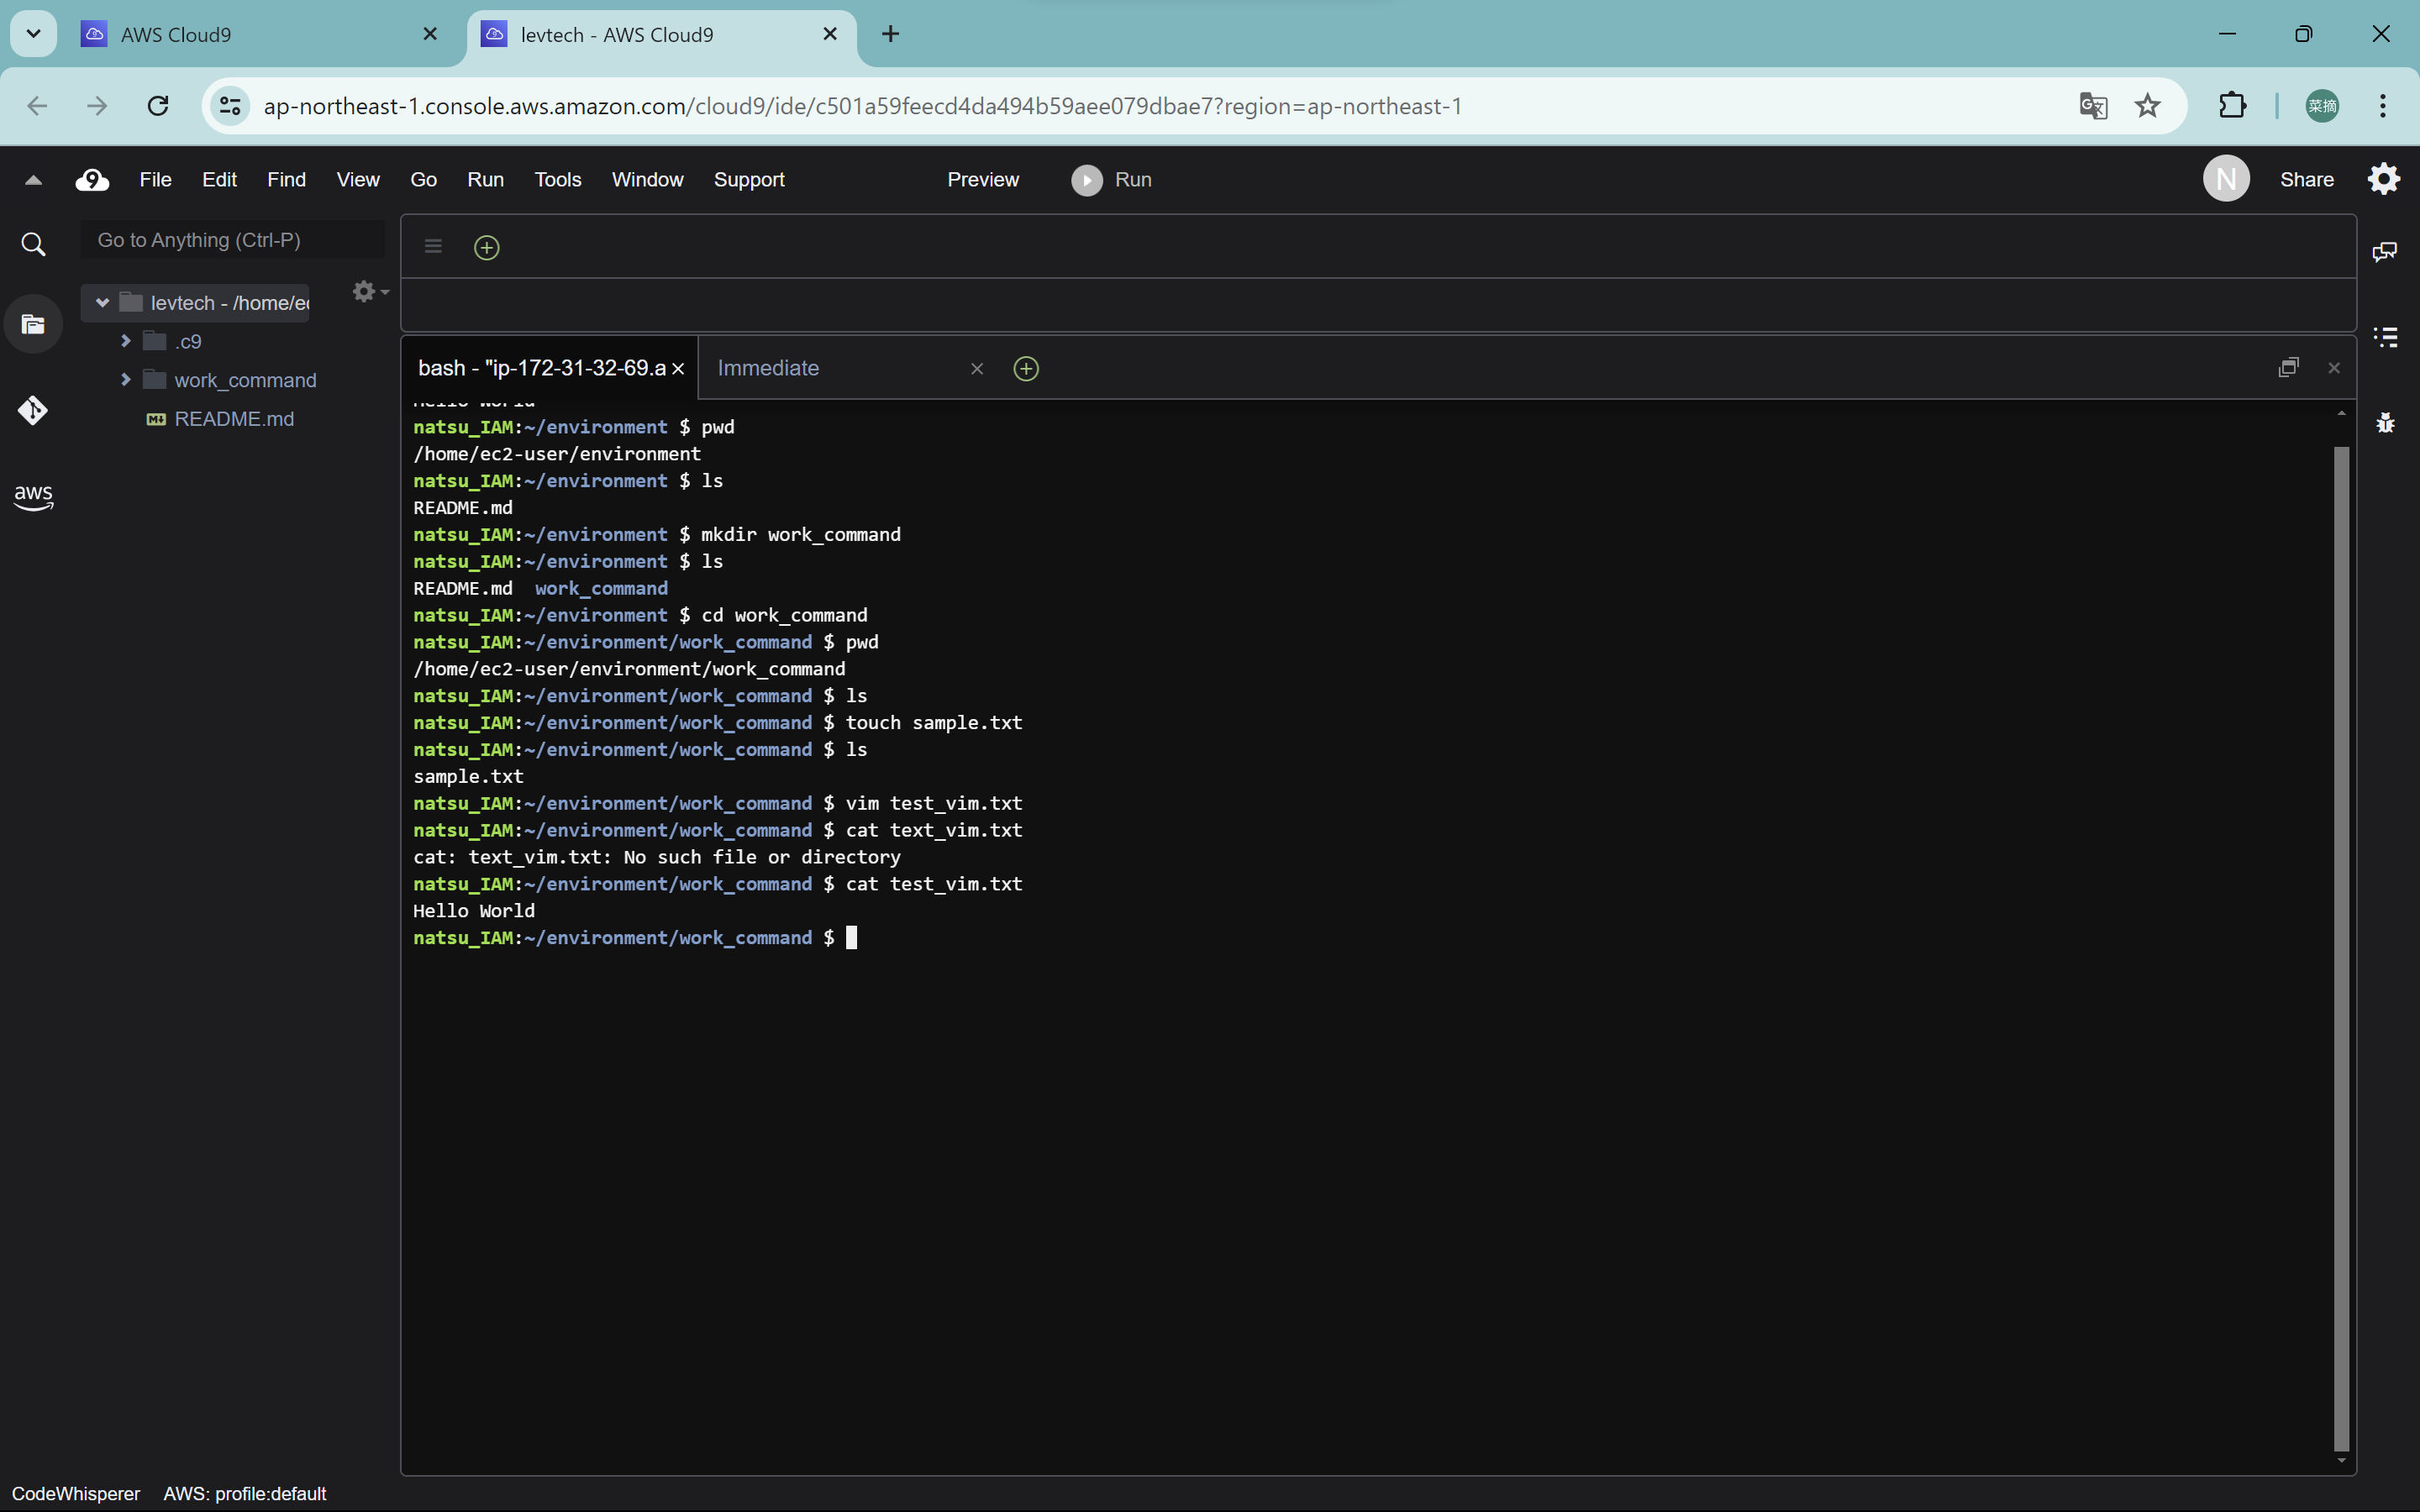 AWS Cloud9
levtech - AWS Cloud9
ap-northeast-1.console.aws.amazon.com/cloud9/ide/c501a59feecd4da494b59aee079dbae7?region=ap-northeast-1
菜摘
9 File Edit Find View Go Run Tools Window Support Preview Run N Share
Go to Anything (Ctrl-P)
levtech - /home/ec
.c9
work_command
README.md
aws
bash - "ip-172-31-32-69.a Immediate
Hello World
natsu_IAM:~/environment $ pwd
/home/ec2-user/environment
natsu_IAM:~/environment $ ls
README.md
natsu_IAM:~/environment $ mkdir work_command
natsu_IAM:~/environment $ ls
README.md  work_command
natsu_IAM:~/environment $ cd work_command
natsu_IAM:~/environment/work_command $ pwd
/home/ec2-user/environment/work_command
natsu_IAM:~/environment/work_command $ ls
natsu_IAM:~/environment/work_command $ touch sample.txt
natsu_IAM:~/environment/work_command $ ls
sample.txt
natsu_IAM:~/environment/work_command $ vim test_vim.txt
natsu_IAM:~/environment/work_command $ cat text_vim.txt
cat: text_vim.txt: No such file or directory
natsu_IAM:~/environment/work_command $ cat test_vim.txt
Hello World
natsu_IAM:~/environment/work_command $
CodeWhisperer AWS: profile:default